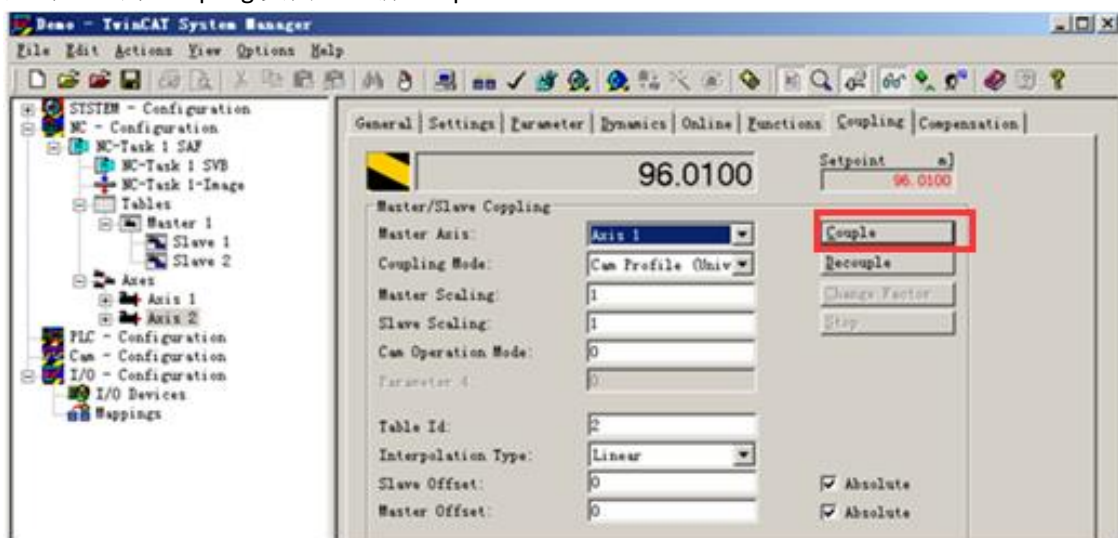 Demo - TwinCAT System Manager
File Edit Actions View Options Help
SYSTEM - Configuration
NC - Configuration
NC-Task 1 SAF
NC-Task 1 SVB
NC-Task 1-Image
Tables
Master 1
Slave 1
Slave 2
Axes
Axis 1
Axis 2
PLC - Configuration
Cam - Configuration
I/O - Configuration
I/O Devices
Mappings
General Settings Parameter Dynamics Online Functions Coupling Compensation
96.0100
Setpoint m]
96.0100
Master/Slave Coppling
Master Axis: Axis 1 Couple
Coupling Mode: Cam Profile (Univ Decouple
Master Scaling: 1 Change Factor
Slave Scaling: 1 Stop
Cam Operation Mode: 0
Parameter 4 0
Table Id: 2
Interpolation Type: Linear
Slave Offset: 0 Absolute
Master Offset: 0 Absolute